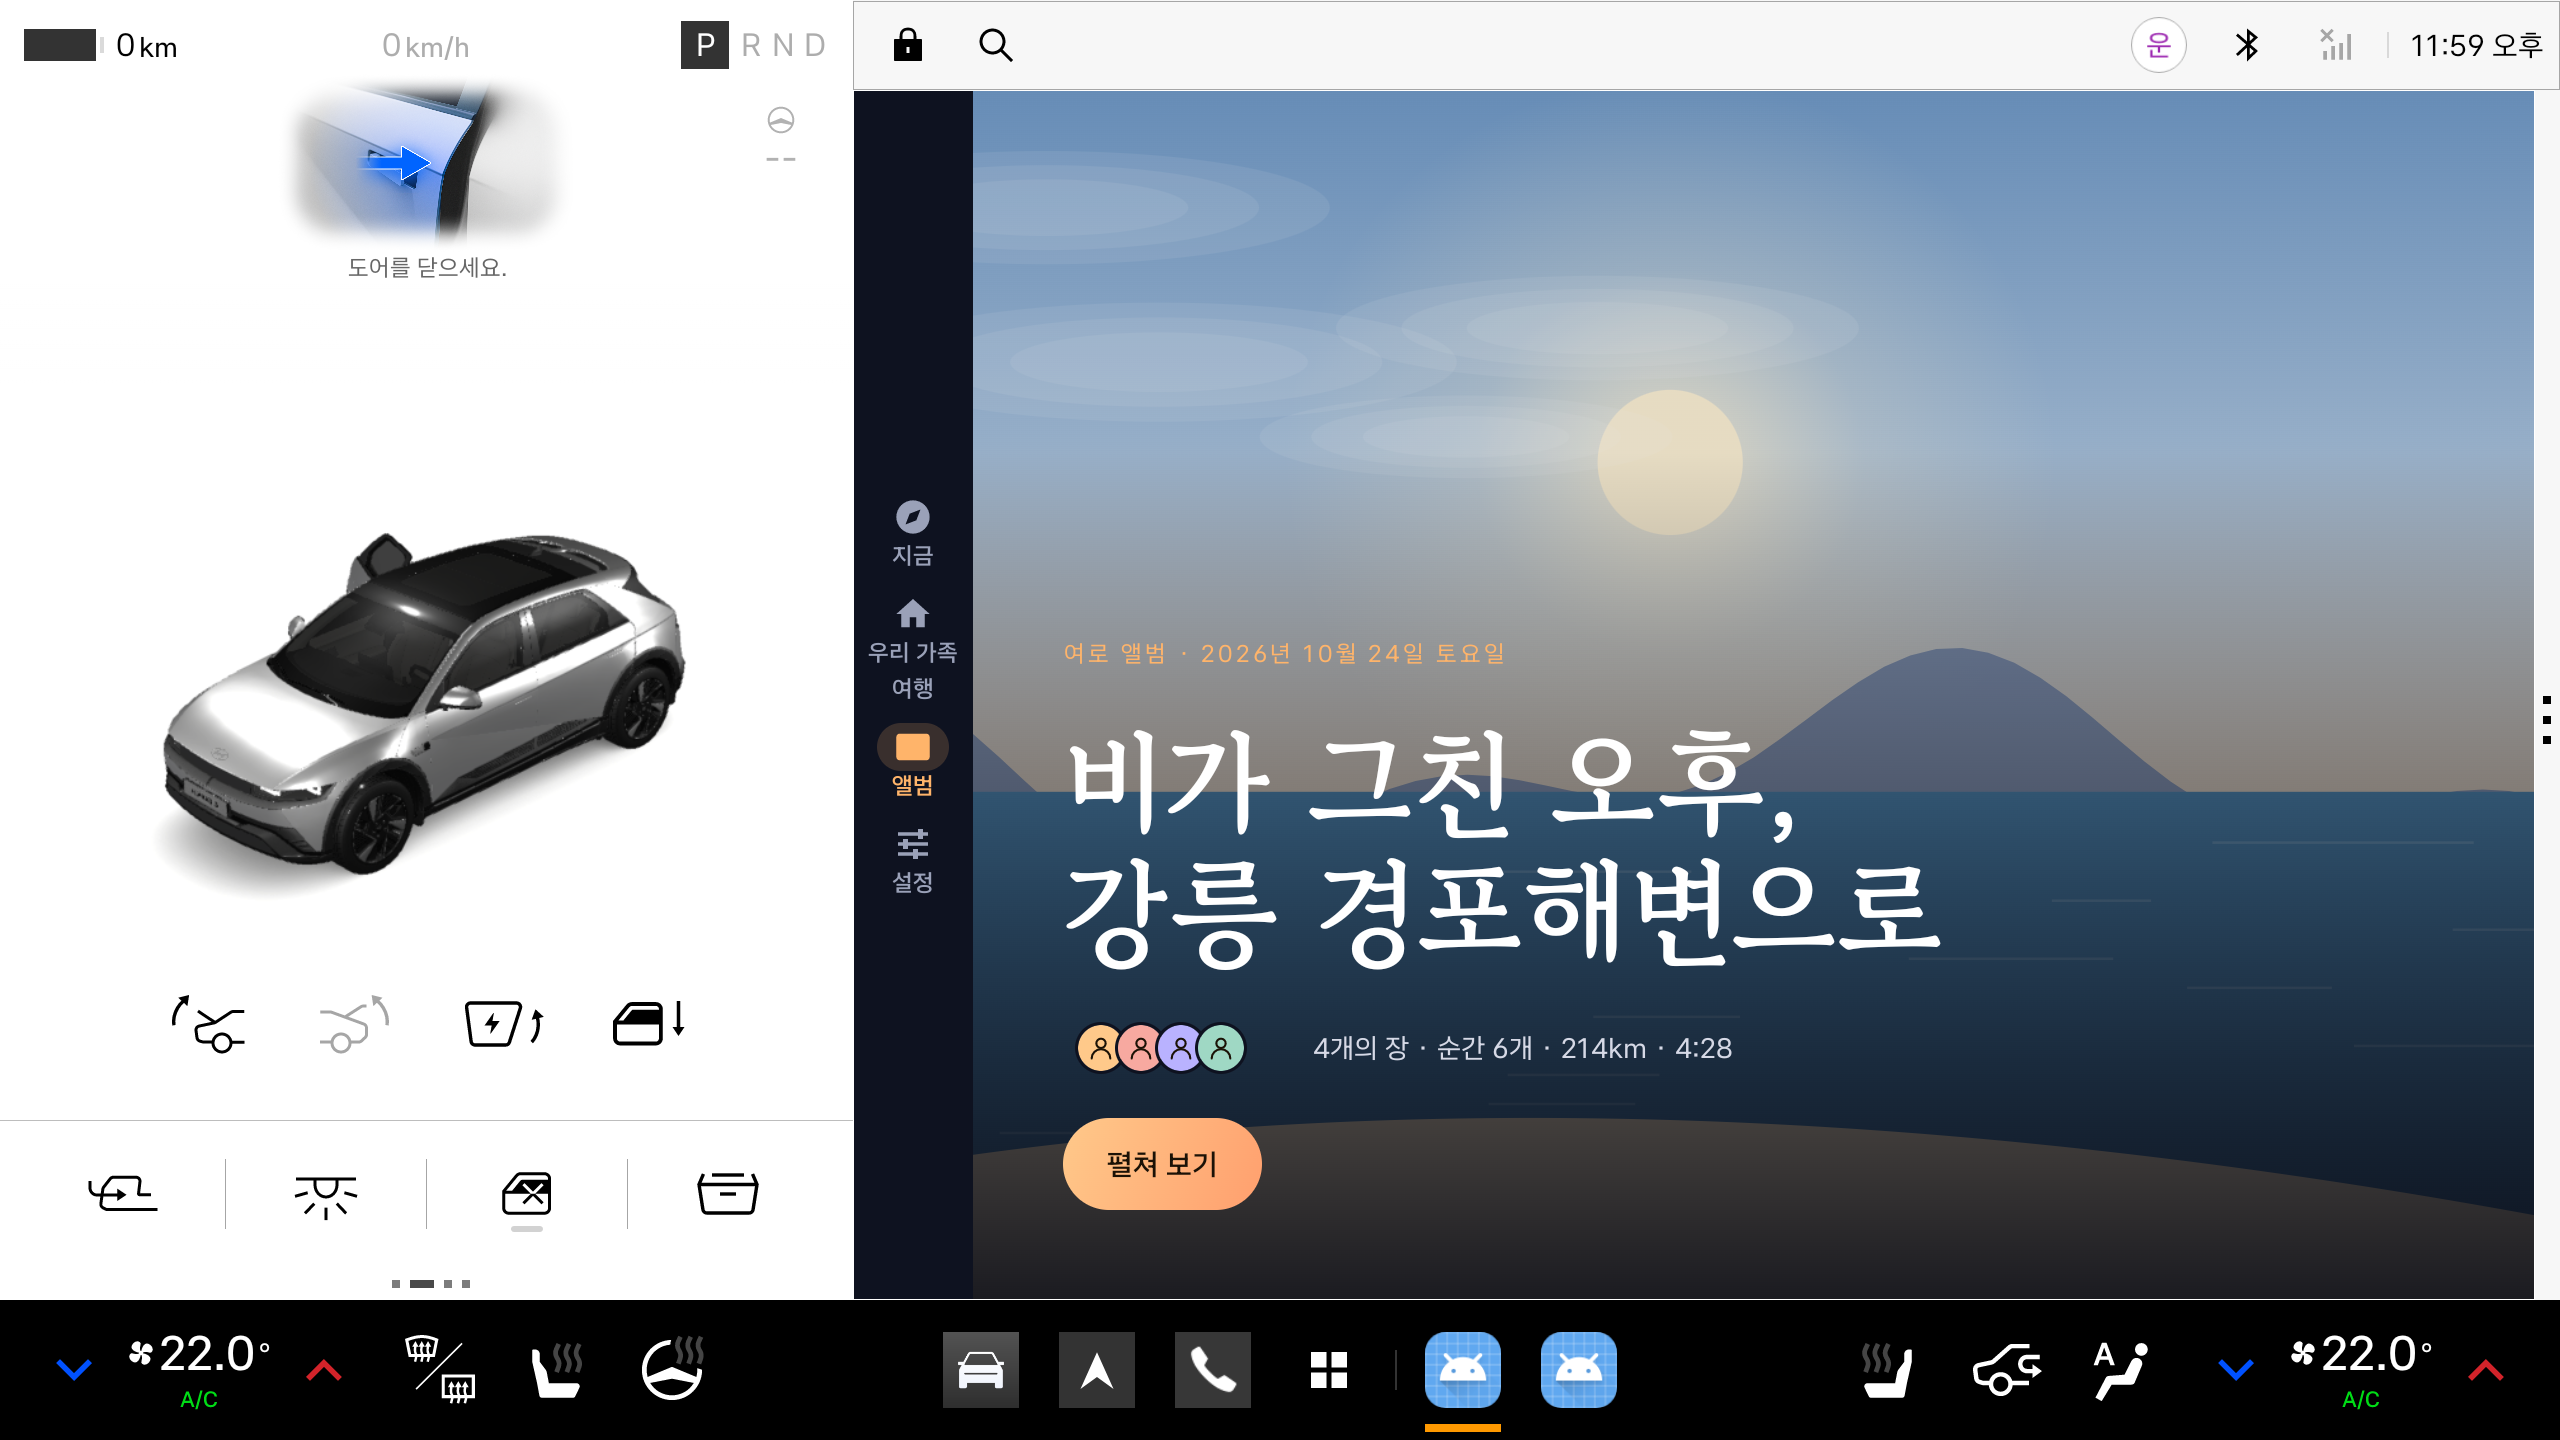 0 km
0 km/h
P R N D
운
11:59 오후
도어를 닫으세요.
지금
우리 가족
여행
앨범
설정
여로 앨범 · 2026년 10월 24일 토요일
비가 그친 오후,
강릉 경포해변으로
4개의 장 · 순간 6개 · 214km · 4:28
펼쳐 보기
22.0°
A/C
A
22.0°
A/C